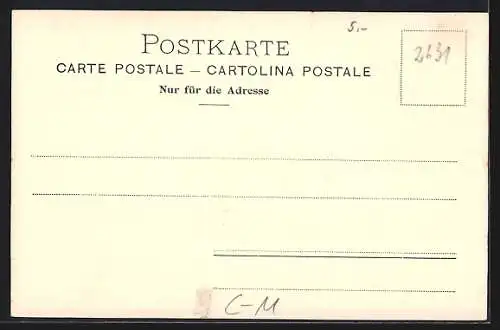 5.-
POSTKARTE
2631
CARTE POSTALE – CARTOLINA POSTALE
Nur für die Adresse
C-M